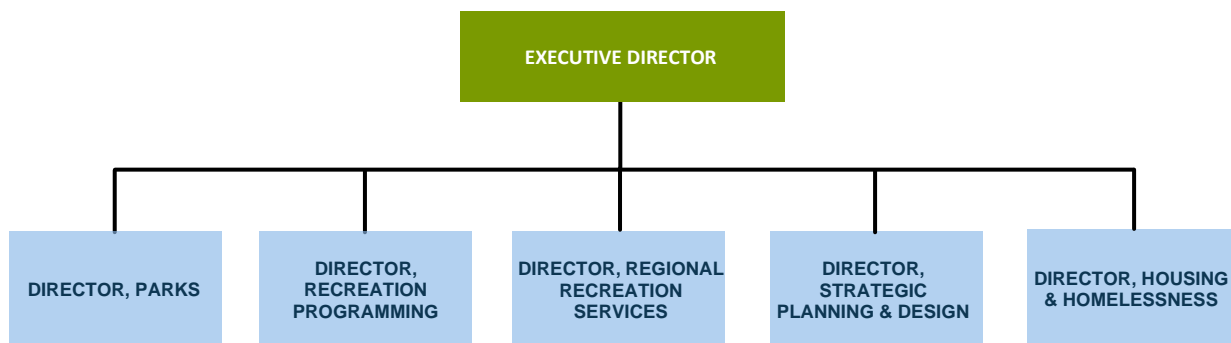 EXECUTIVE DIRECTOR
DIRECTOR, PARKS
DIRECTOR,
RECREATION
PROGRAMMING
DIRECTOR, REGIONAL
RECREATION
SERVICES
DIRECTOR,
STRATEGIC
PLANNING & DESIGN
DIRECTOR, HOUSING
& HOMELESSNESS